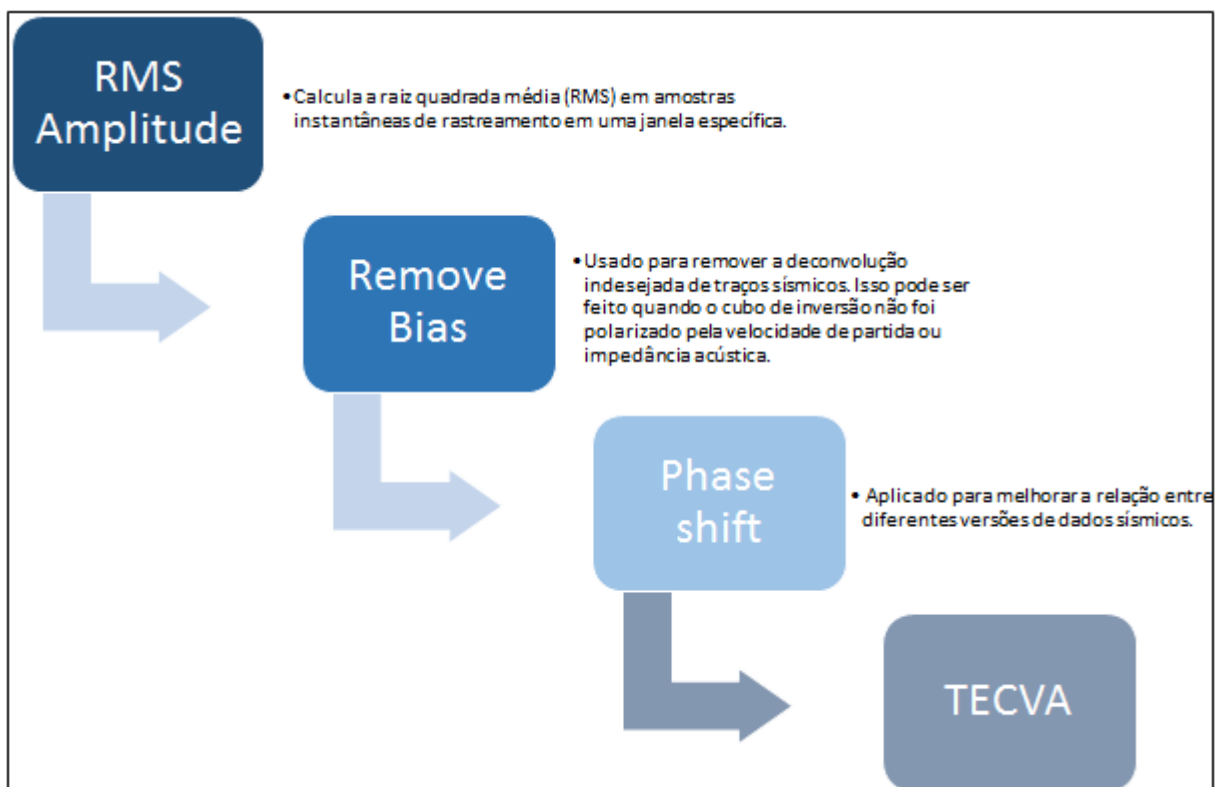 RMS
Amplitude
•Calcula a raiz quadrada média (RMS) em amostras
instantâneas de rastreamento em uma janela específica.
Remove
Bias
•Usado para remover a deconvolução
indesejada de traços sísmicos. Isso pode ser
feito quando o cubo de inversão não foi
polarizado pela velocidade de partida ou
impedância acústica.
Phase
shift
• Aplicado para melhorar a relação entre
diferentes versões de dados sísmicos.
TECVA